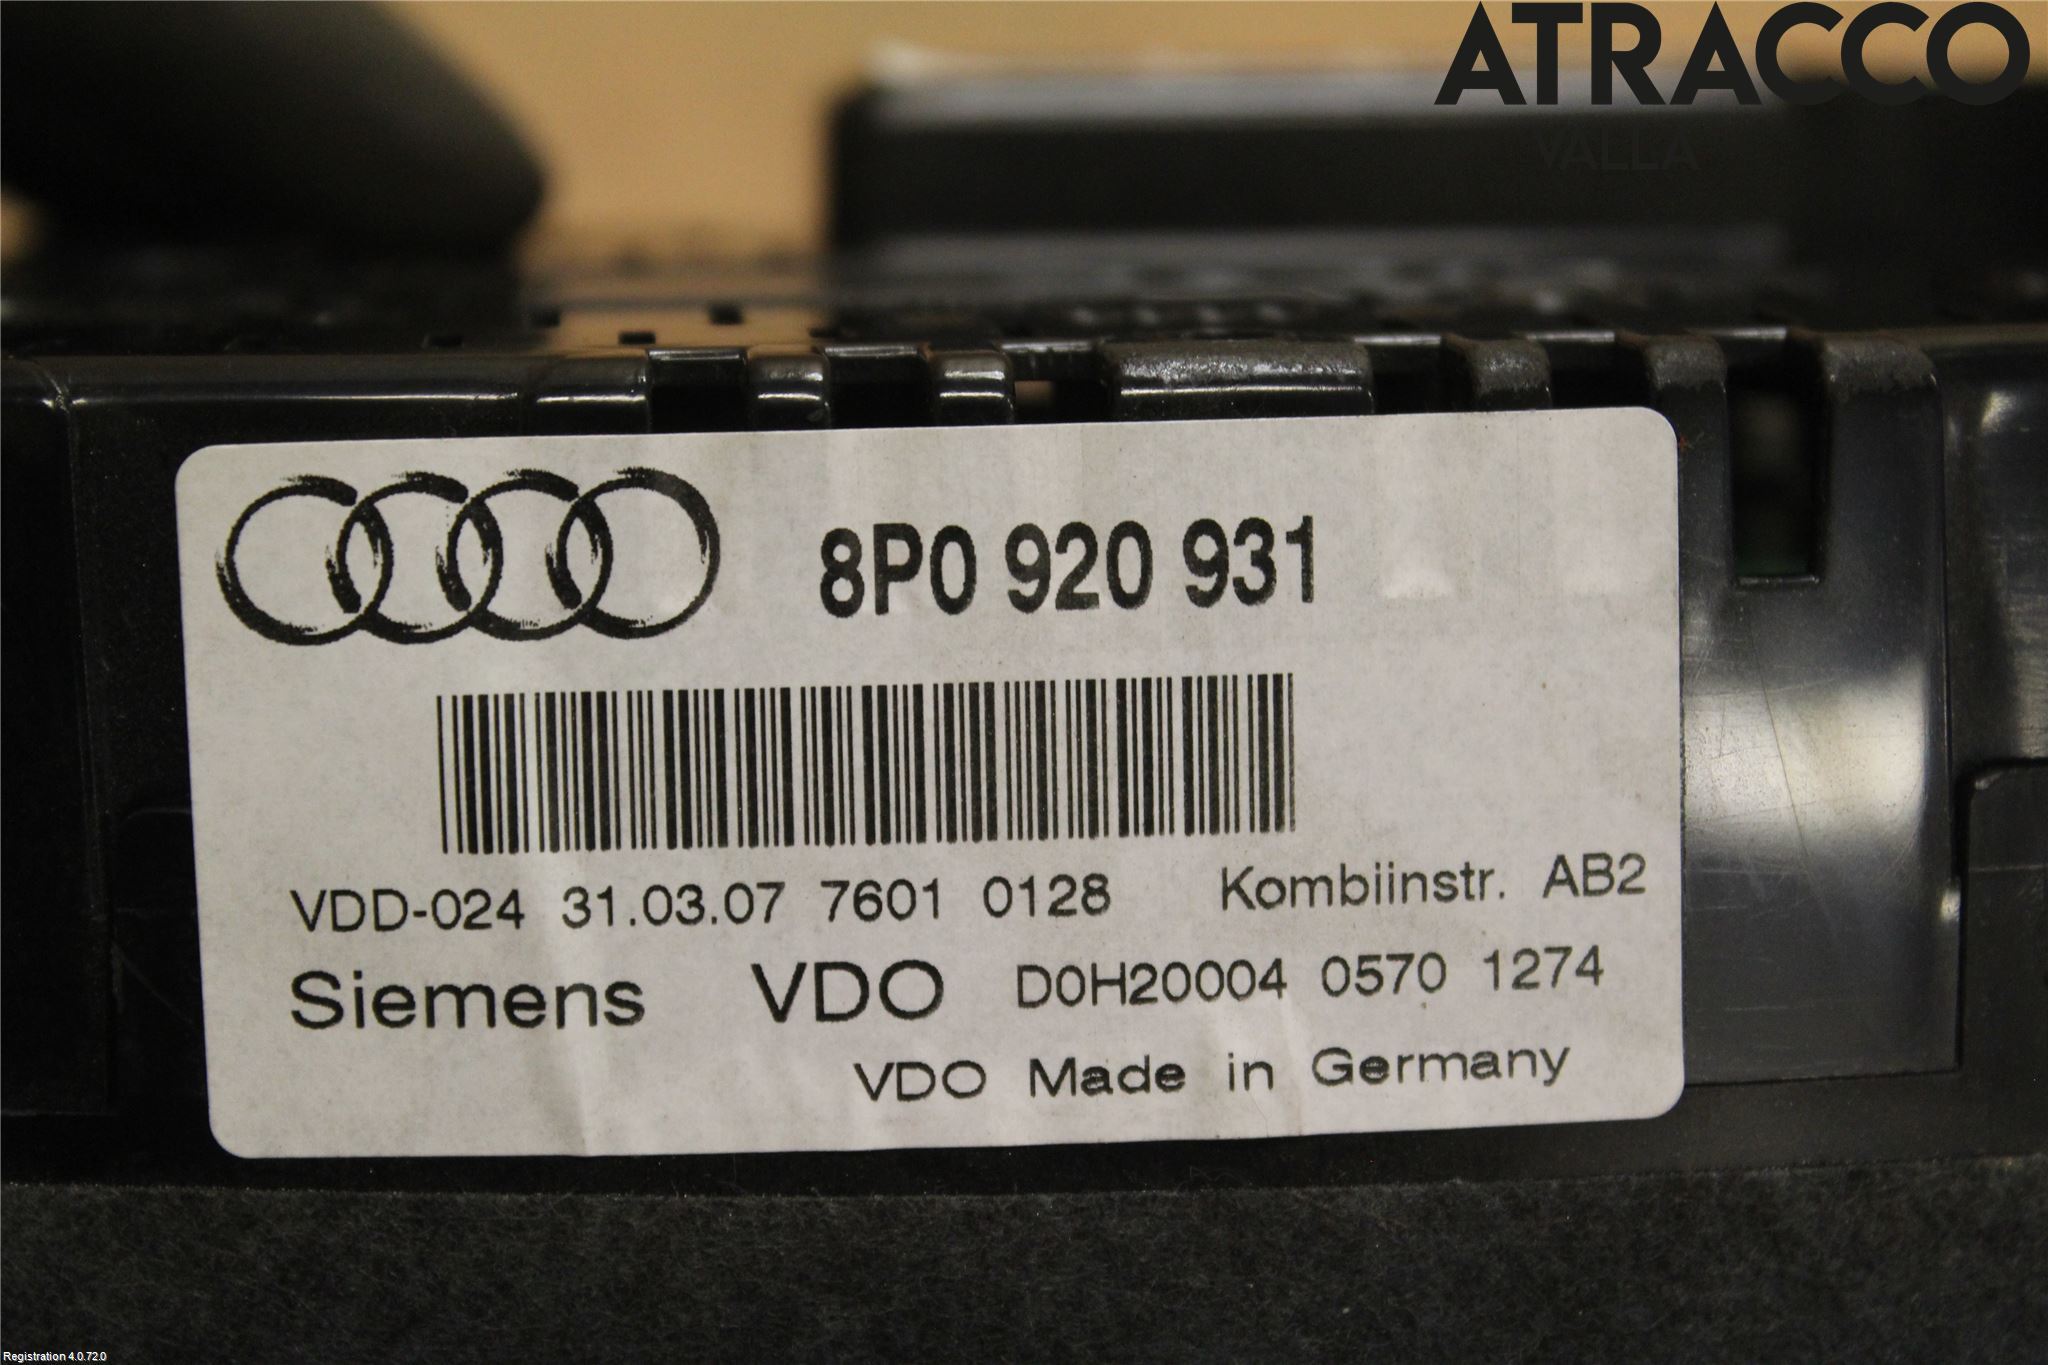 ATRACCO
VALLA
8P0 920 931
VDD-024 31.03.07 7601 0128 Kombiinstr. AB2
Siemens VDO D0H20004 0570 1274
VDO Made in Germany
Registration 4.0.72.0